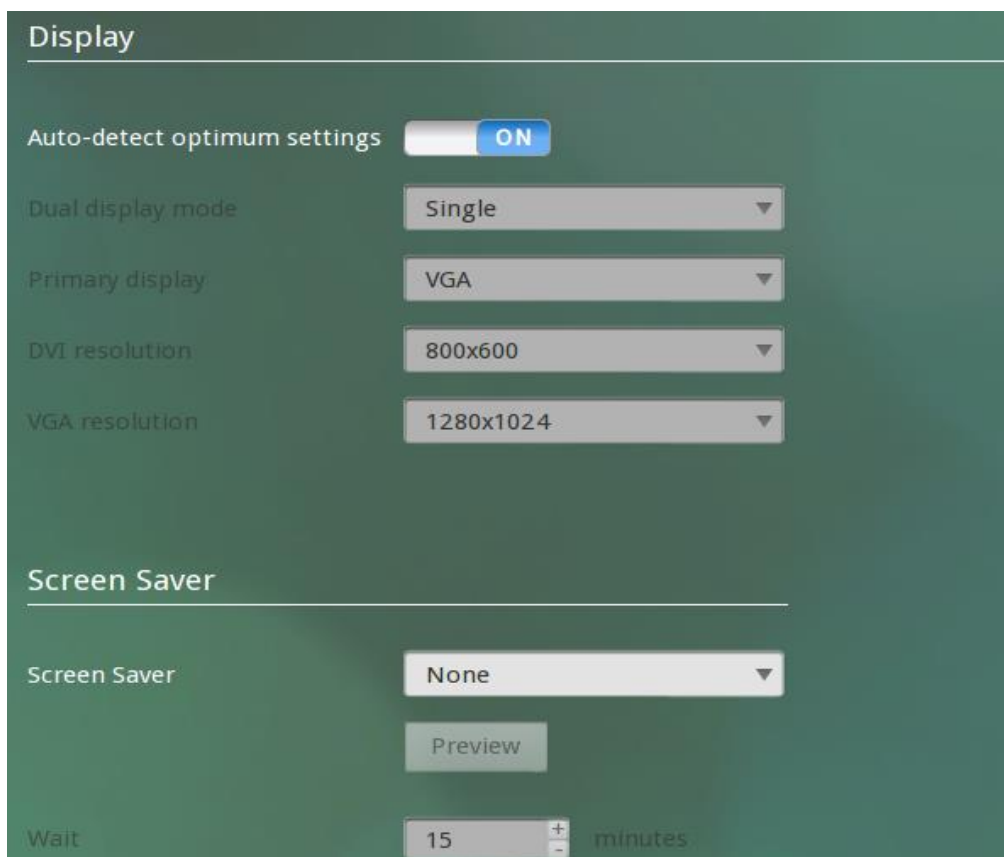 Display
Auto-detect optimum settings ON
Dual display mode Single
Primary display VGA
DVI resolution 800x600
VGA resolution 1280x1024
Screen Saver
Screen Saver None
Preview
Wait 15 + - minutes